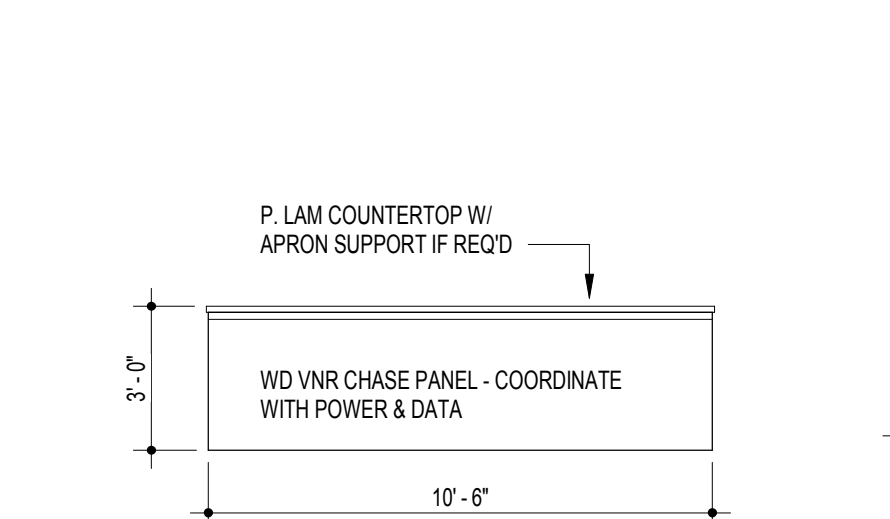 P. LAM COUNTERTOP W/
APRON SUPPORT IF REQ'D
3' - 0"
WD VNR CHASE PANEL - COORDINATE
WITH POWER & DATA
10' - 6"